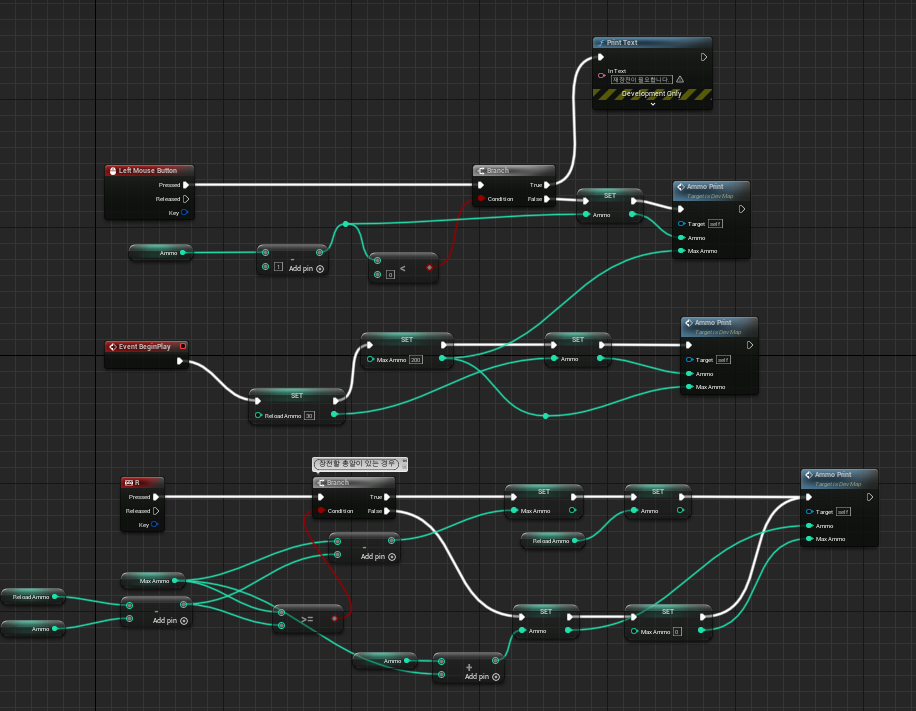 Print Text
In Text
재장전이 필요합니다.
Development Only
Left Mouse Button
Pressed
Released
Key
Branch
True
Condition
False
SET
Ammo
Ammo Print
Target is Dev Map
Target self
Ammo
Max Ammo
Ammo
-
1
Add pin
<
0
Event BeginPlay
SET
Reload Ammo 30
SET
Max Ammo 200
SET
Ammo
Ammo Print
Target is Dev Map
Target self
Ammo
Max Ammo
장전할 총알이 있는 경우
R
Pressed
Released
Key
Branch
True
Condition
False
SET
Max Ammo
SET
Ammo
Ammo Print
Target is Dev Map
Target self
Ammo
Max Ammo
Reload Ammo
-
Add pin
Max Ammo
Reload Ammo
Ammo
-
Add pin
>=
SET
Ammo
SET
Max Ammo 0
Ammo
+
Add pin